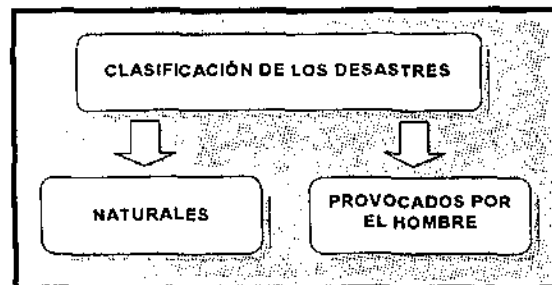 CLASIFICACIÓN DE LOS DESASTRES
NATURALES
PROVOCADOS POR
EL HOMBRE